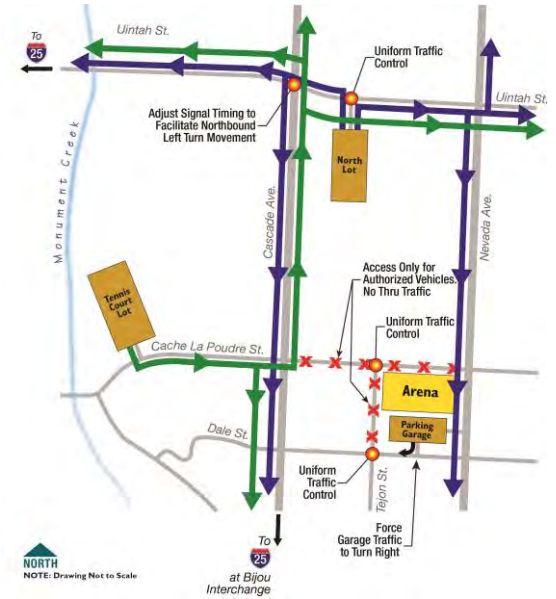 Uintah St.
To
25
Uniform Traffic
Control
Uintah St.
Adjust Signal Timing to
Facilitate Northbound
Left Turn Movement
North
Lot
Monument Creek
Cascade Ave.
Nevada Ave.
Access Only for
Authorized Vehicles.
No Thru Traffic
Tennis
Court
Lot
Uniform Traffic
Control
Cache La Poudre St.
Arena
Parking
Garage
Dale St.
Uniform
Traffic
Control
Tejon St.
Force
Garage Traffic
to Turn Right
To
25
at Bijou
Interchange
NORTH
NOTE: Drawing Not to Scale